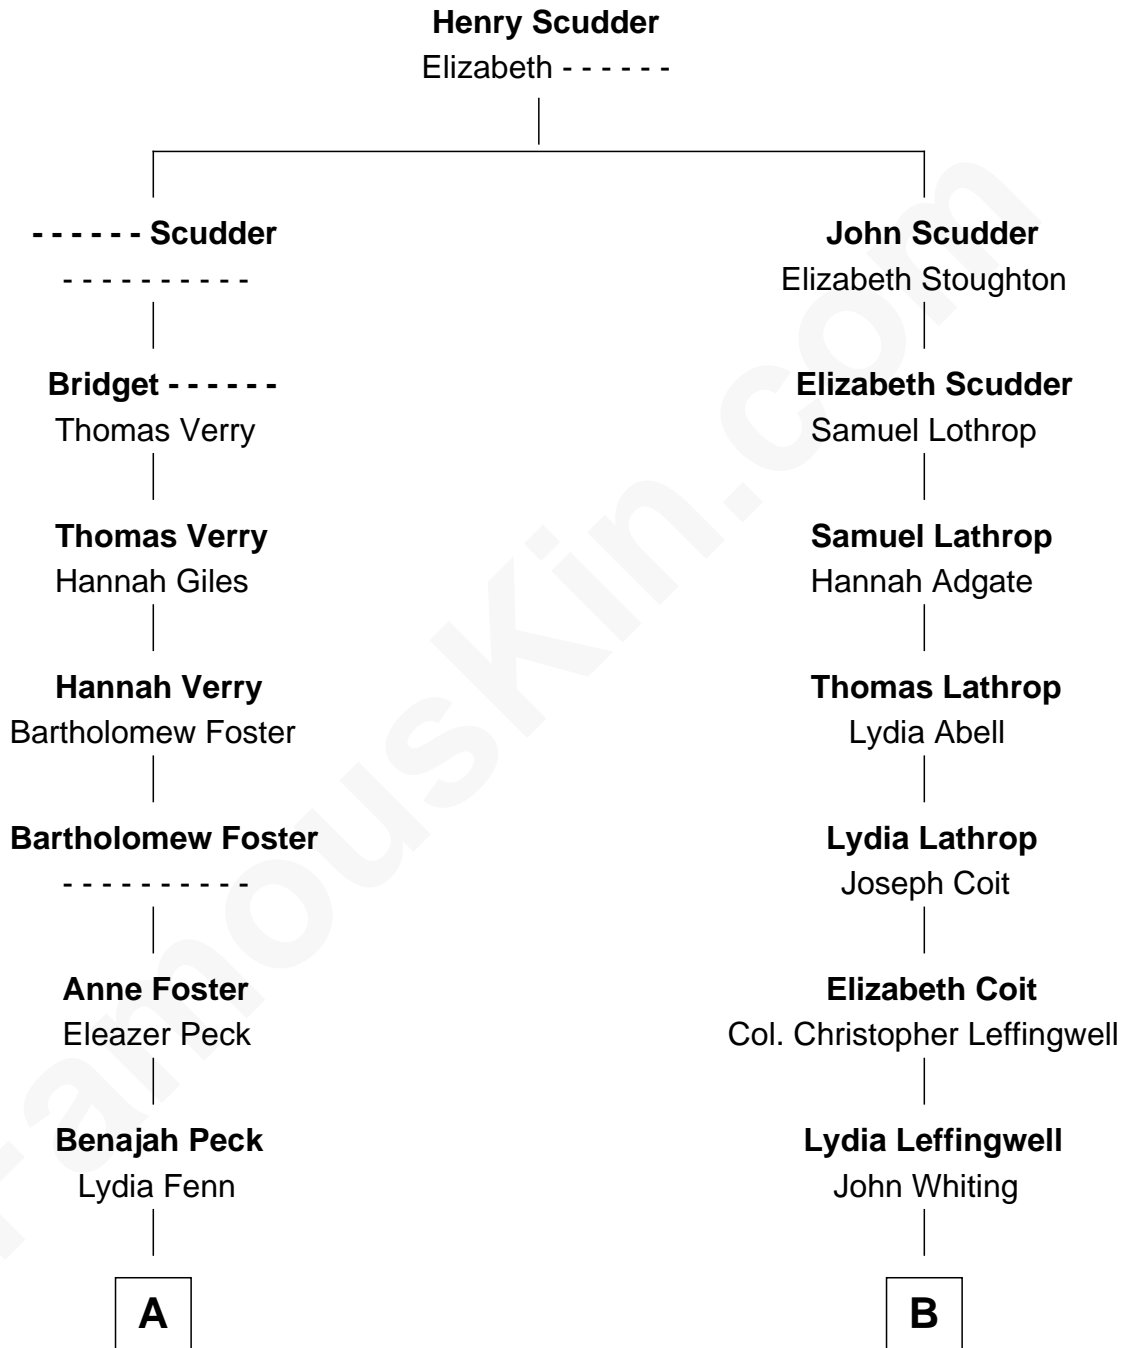 Henry Scudder
Elizabeth - - - - - -
- - - - - - Scudder
- - - - - - - - - -
John Scudder
Elizabeth Stoughton
Bridget - - - - - -
Thomas Verry
Elizabeth Scudder
Samuel Lothrop
Thomas Verry
Hannah Giles
Samuel Lathrop
Hannah Adgate
Hannah Verry
Bartholomew Foster
Thomas Lathrop
Lydia Abell
Bartholomew Foster
- - - - - - - - - -
Lydia Lathrop
Joseph Coit
Anne Foster
Eleazer Peck
Elizabeth Coit
Col. Christopher Leffingwell
Benajah Peck
Lydia Fenn
Lydia Leffingwell
John Whiting
A
B
FamousKin.com